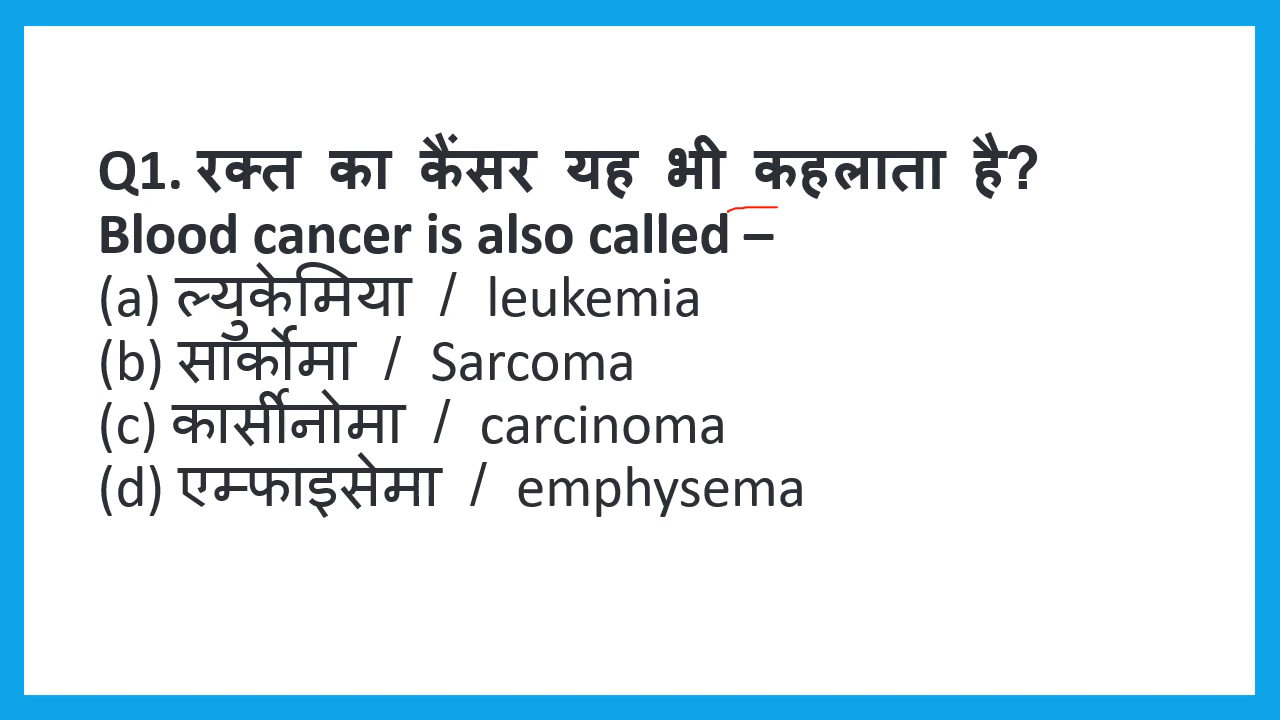 Q1. रक्त का कैंसर यह भी कहलाता है?
Blood cancer is also called –
(a) ल्युकेमिया / leukemia
(b) सार्कोमा / Sarcoma
(c) कार्सीनोमा / carcinoma
(d) एम्फाइसेमा / emphysema